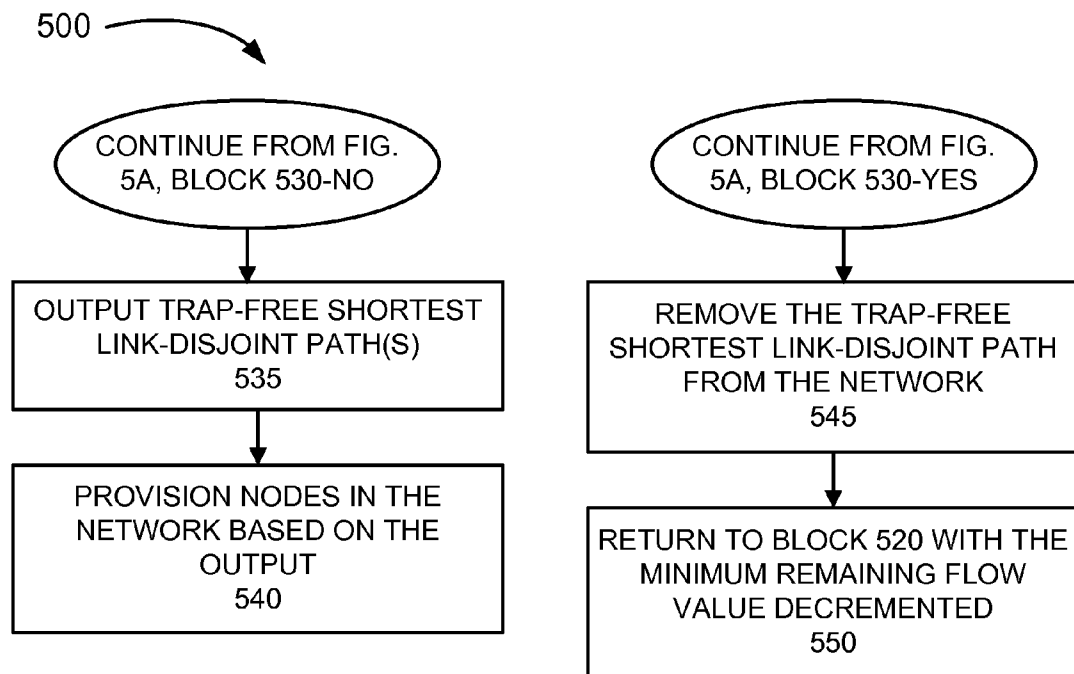 500
CONTINUE FROM FIG.
5A, BLOCK 530-NO
OUTPUT TRAP-FREE SHORTEST
LINK-DISJOINT PATH(S)
535
PROVISION NODES IN THE
NETWORK BASED ON THE
OUTPUT
540
CONTINUE FROM FIG.
5A, BLOCK 530-YES
REMOVE THE TRAP-FREE
SHORTEST LINK-DISJOINT PATH
FROM THE NETWORK
545
RETURN TO BLOCK 520 WITH THE
MINIMUM REMAINING FLOW
VALUE DECREMENTED
550